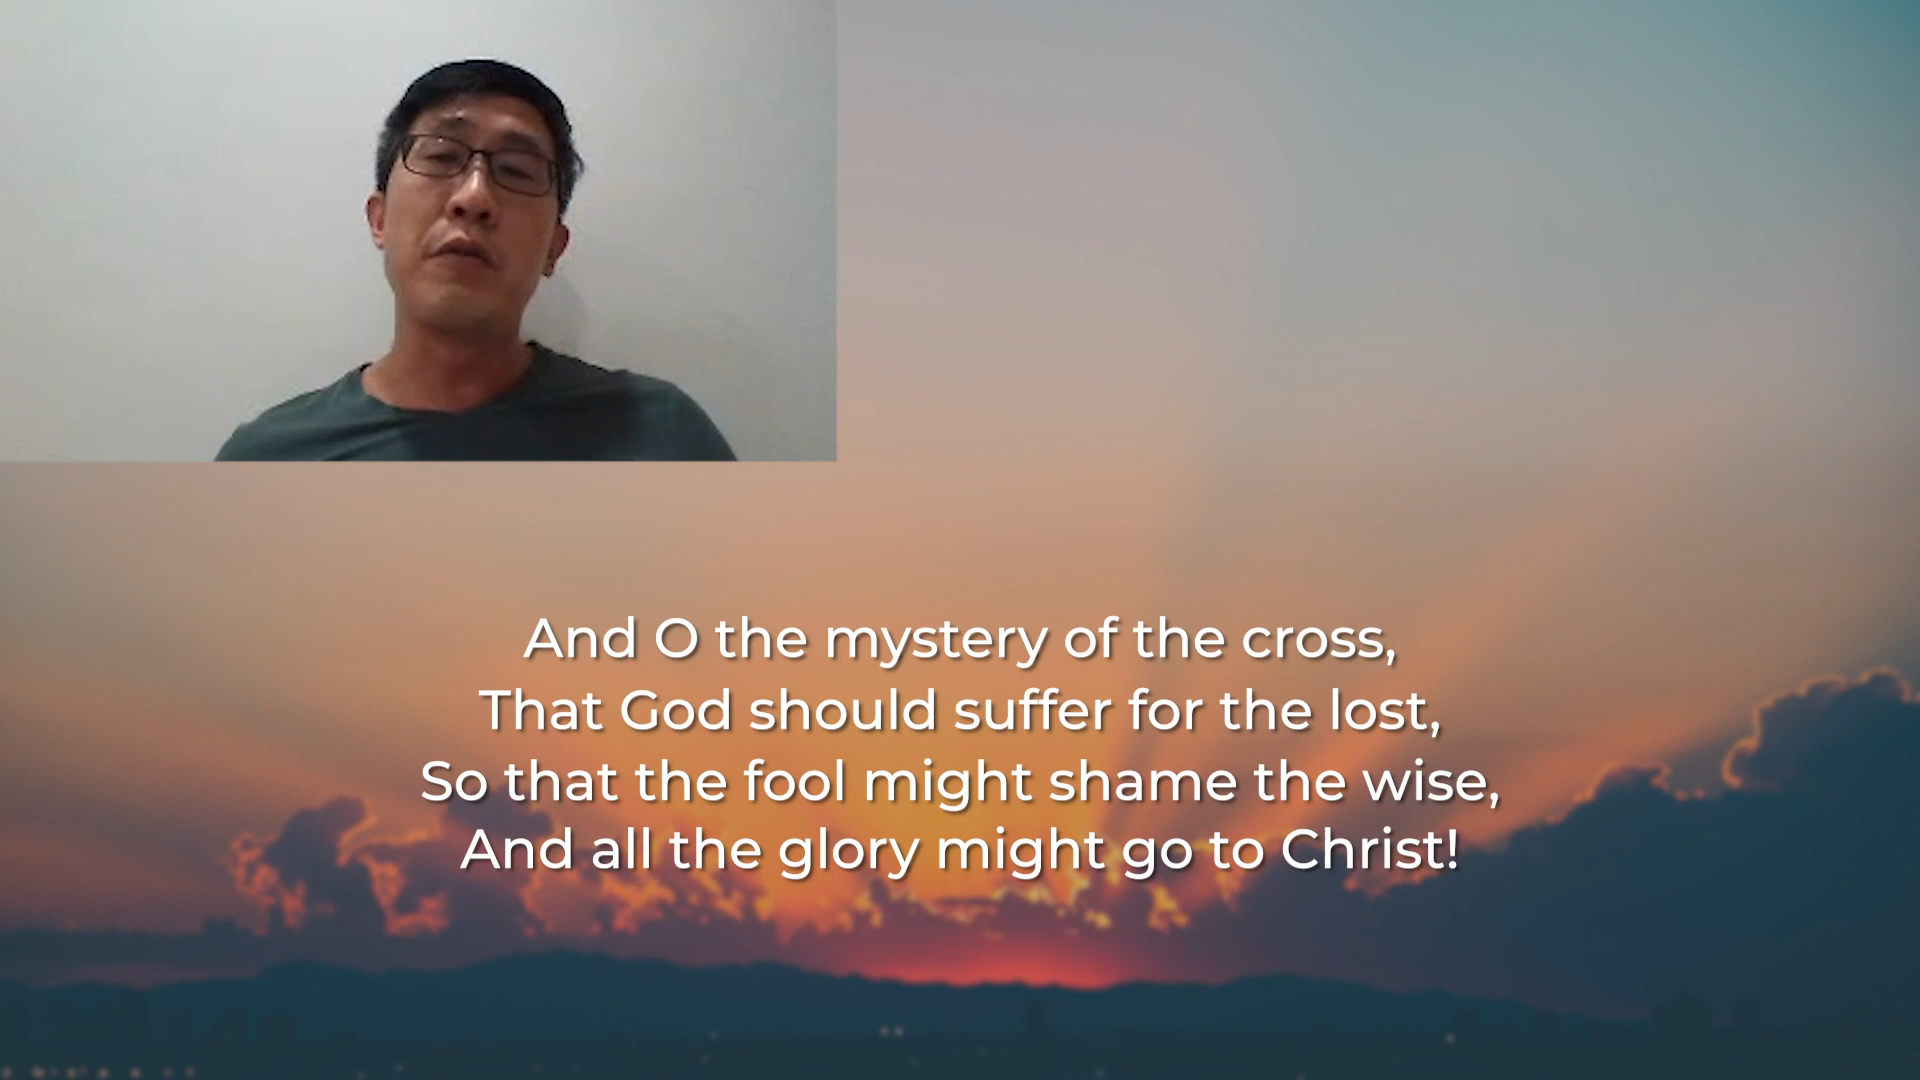 And O the mystery of the cross,
That God should suffer for the lost,
So that the fool might shame the wise,
And all the glory might go to Christ!